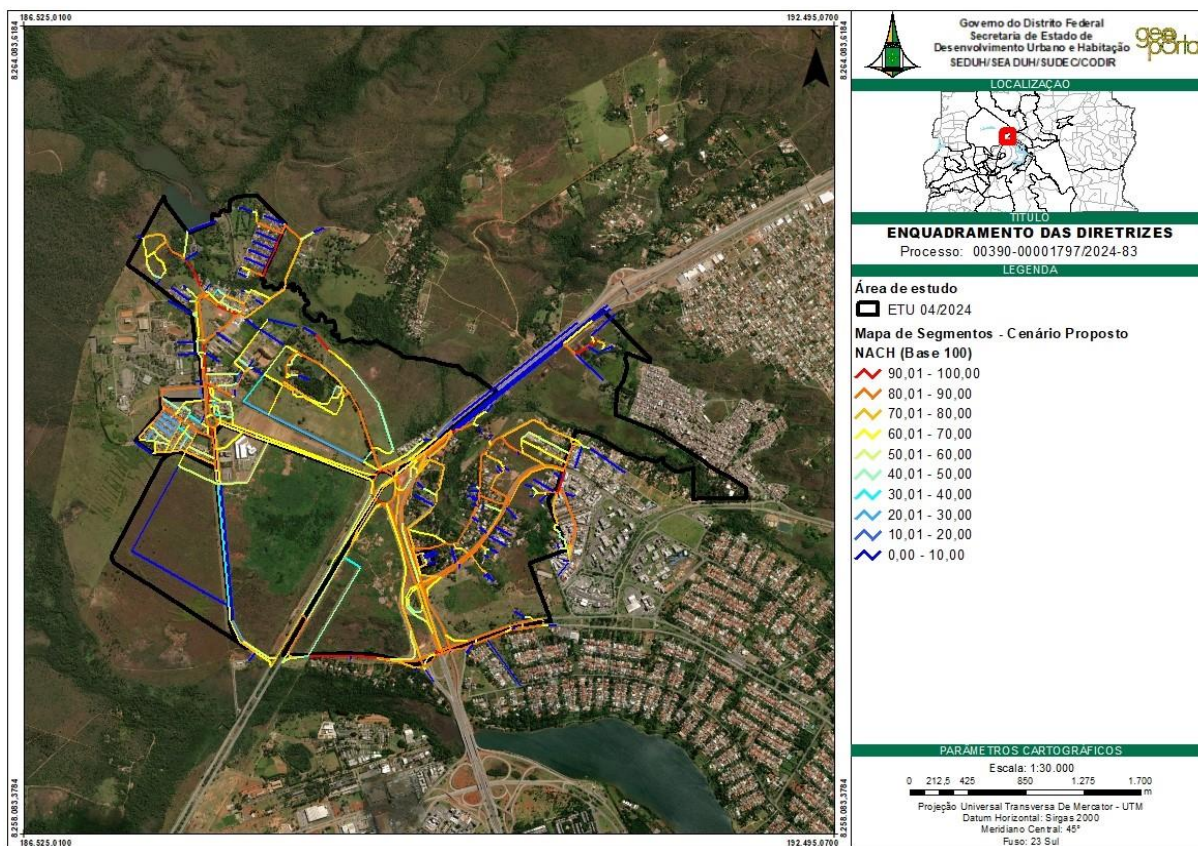 186.525,0100
192.495,0700
8.264.083,6184
8.264.083,6184
8.258.083,3784
8.258.083,3784
186.525,0100
192.495,0700
Governo do Distrito Federal
Secretaria de Estado de
Desenvolvimento Urbano e Habitação
SEDUH/SEADUH/SUDEC/CODIR
geo
porta
LOCALIZAÇÃO
TÍTULO
ENQUADRAMENTO DAS DIRETRIZES
Processo: 00390-00001797/2024-83
LEGENDA
Área de estudo
ETU 04/2024
Mapa de Segmentos - Cenário Proposto
NACH (Base 100)
90,01 - 100,00
80,01 - 90,00
70,01 - 80,00
60,01 - 70,00
50,01 - 60,00
40,01 - 50,00
30,01 - 40,00
20,01 - 30,00
10,01 - 20,00
0,00 - 10,00
PARÂMETROS CARTOGRÁFICOS
Escala: 1:30.000
0 212,5 425 850 1.275 1.700
m
Projeção Universal Transversa De Mercator - UTM
Datum Horizontal: Sirgas 2000
Meridiano Central: 45º
Fuso: 23 Sul